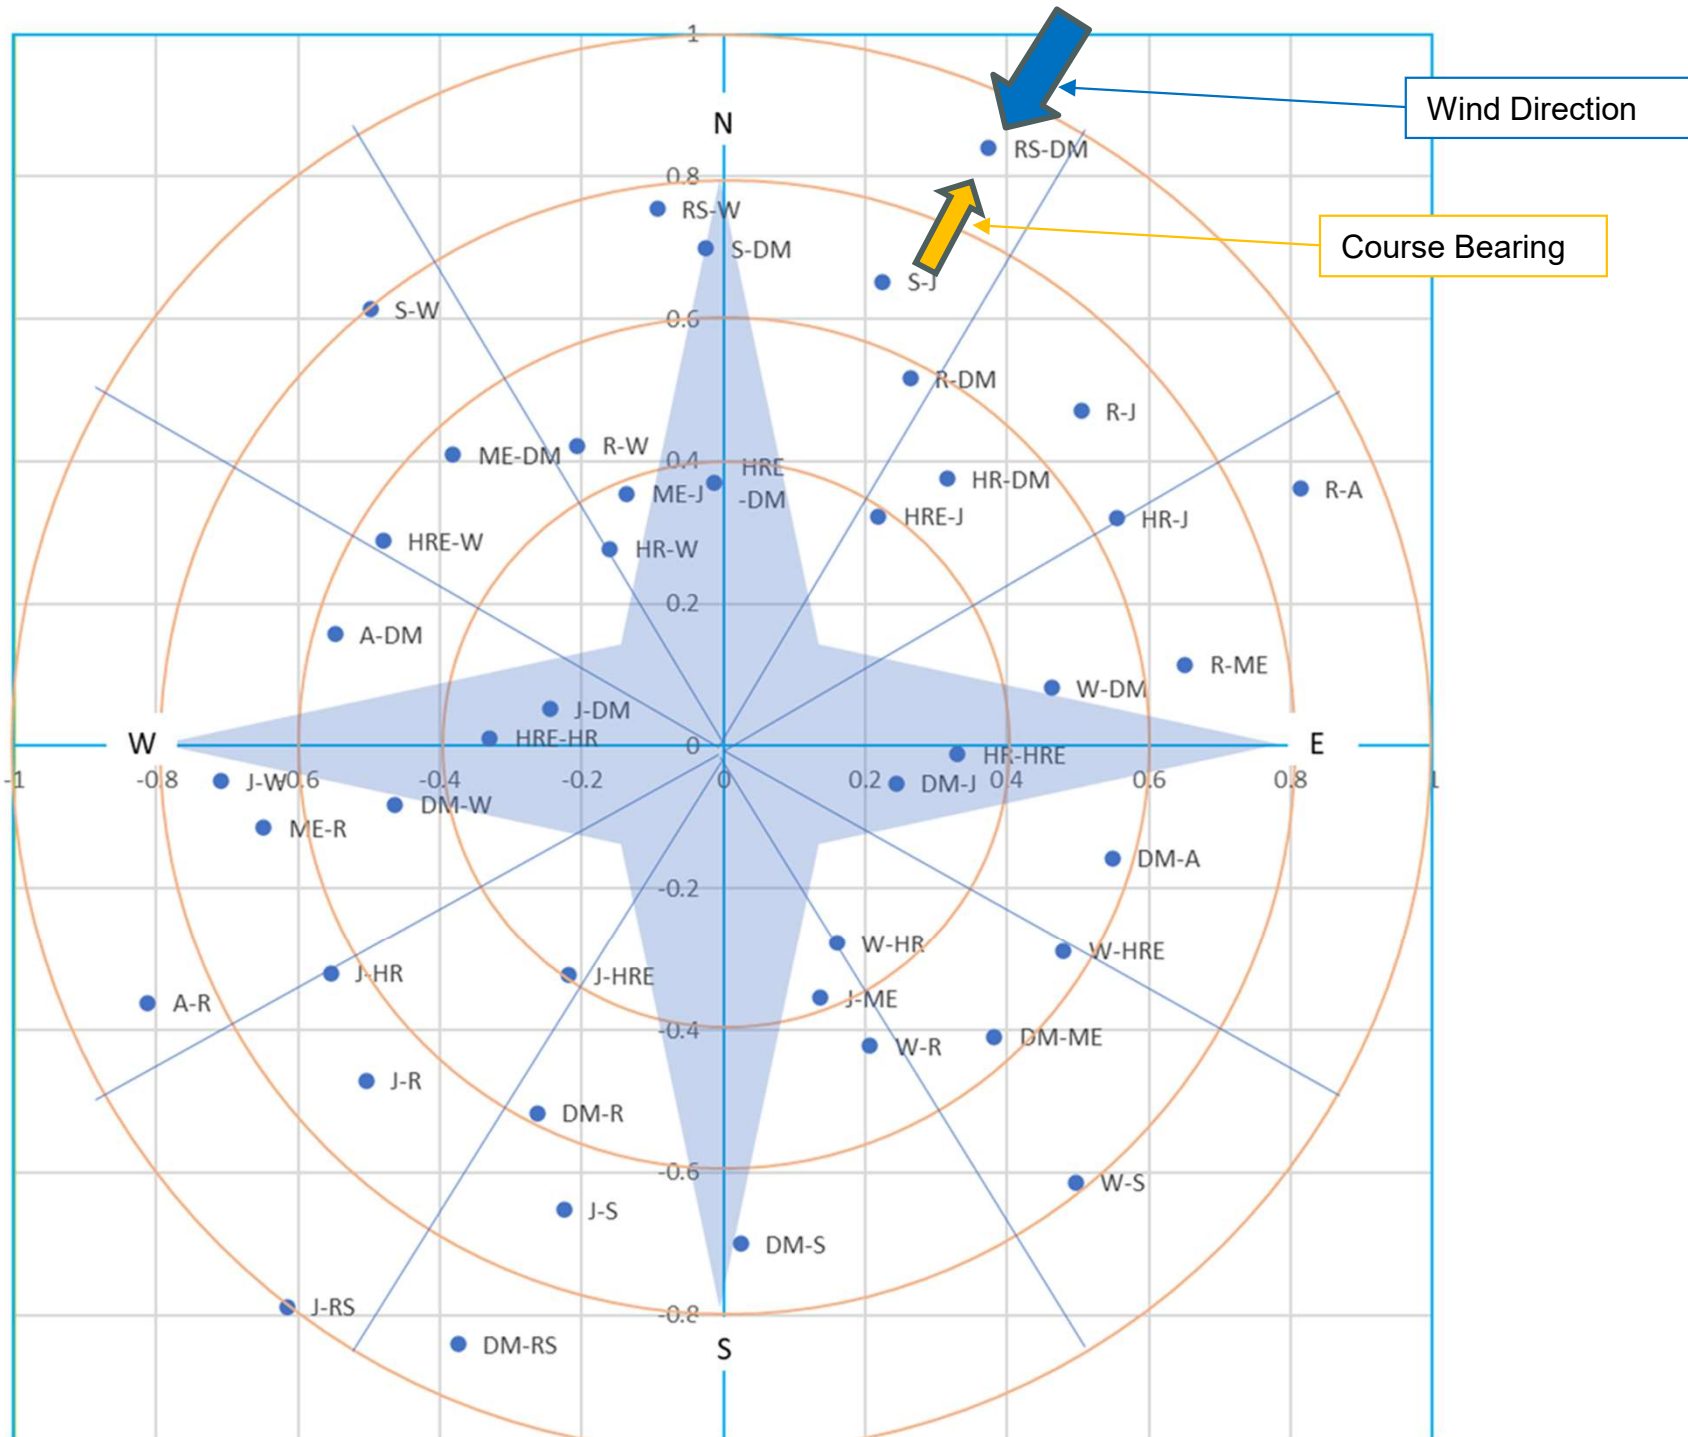 1
Wind Direction
N
RS-DM
0.8
RS-W
Course Bearing
S-DM
S-J
S-W
0.6
R-DM
R-J
R-W
ME-DM
0.4
HRE
-DM
HR-DM
R-A
ME-J
HRE-J
HR-J
HRE-W
HR-W
0.2
A-DM
R-ME
W-DM
J-DM
HRE-HR
W
0
E
HR-HRE
-1
-0.8
J-W
-0.6
-0.4
-0.2
0
0.2
DM-J
0.4
0.6
0.8
1
DM-W
ME-R
DM-A
-0.2
W-HR
W-HRE
J-HR
J-HRE
A-R
J-ME
-0.4
DM-ME
W-R
J-R
DM-R
-0.6
W-S
J-S
DM-S
J-RS
-0.8
DM-RS
S